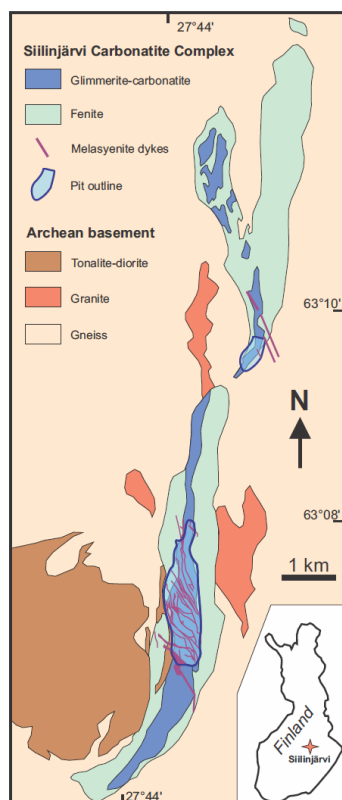 27°44'
Siilinjärvi Carbonatite Complex
Glimmerite-carbonatite
Fenite
Melasyenite dykes
Pit outline
Archean basement
Tonalite-diorite
Granite
Gneiss
63°10'
N
63°08'
1 km
Finland
Siilinjärvi
27°44'